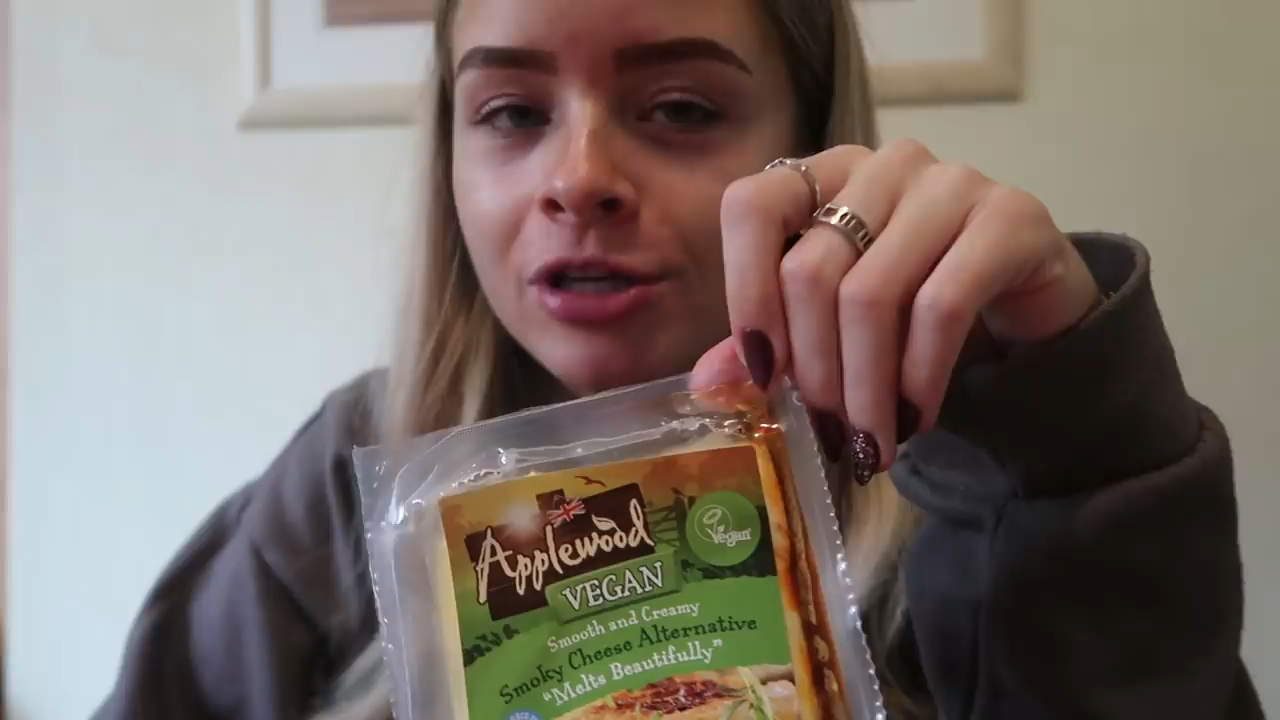 Applewood
VEGAN
Vegan
Smooth and Creamy
Smoky Cheese Alternative
"Melts Beautifully"